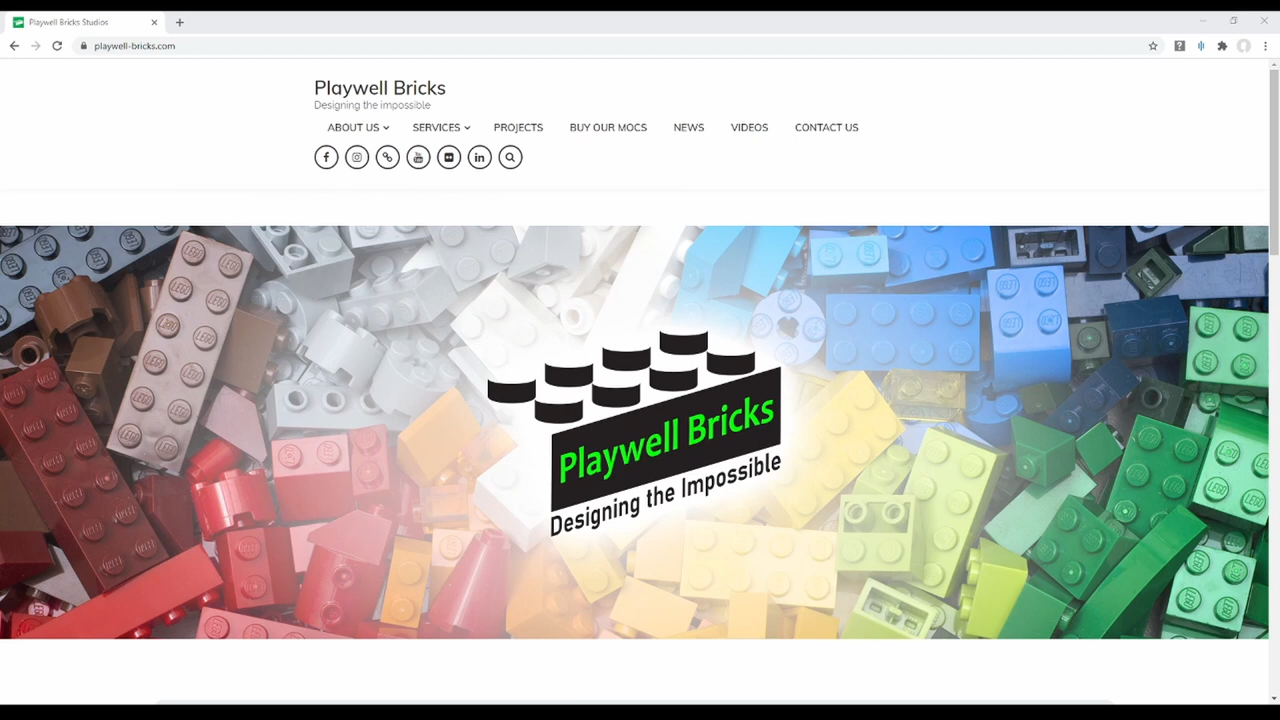 Playwell Bricks Studios
playwell-bricks.com
Playwell Bricks
Designing the impossible
ABOUT US SERVICES PROJECTS BUY OUR MOCS NEWS VIDEOS CONTACT US
Playwell Bricks
Designing the Impossible